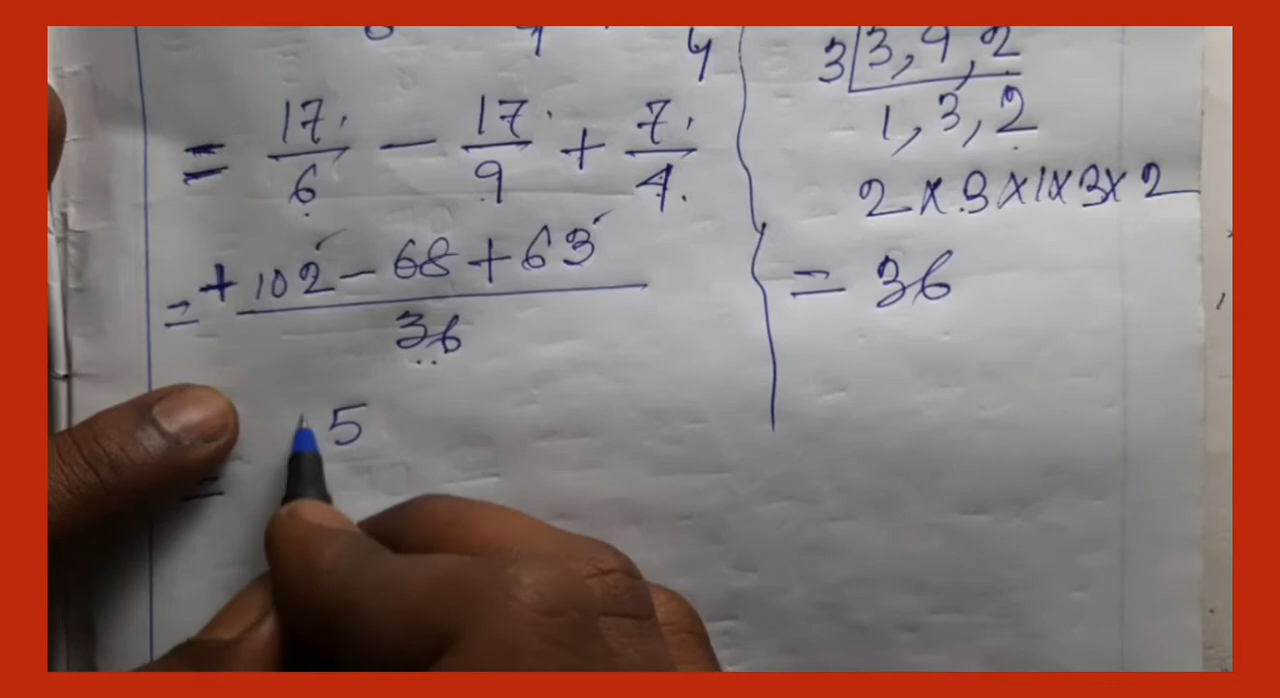 = 17/6 - 17/9 + 7/4
= +102 - 68 + 63 / 36
= 5
3 | 3, 9, 2
1, 3, 2
2 x 3 x 1 x 3 x 2
= 36